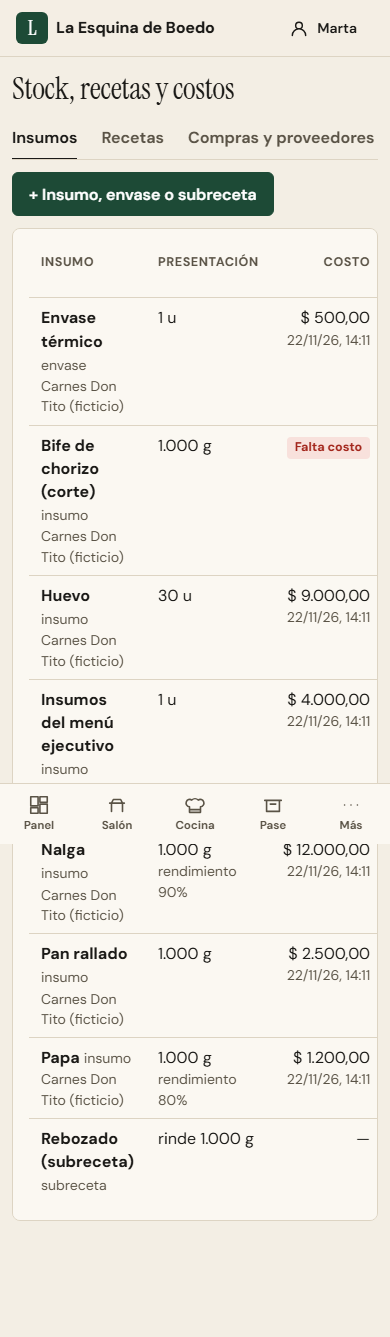 L La Esquina de Boedo Marta
Stock, recetas y costos
Insumos Recetas Compras y proveedores
+ Insumo, envase o subreceta
INSUMO PRESENTACIÓN COSTO
Envase 1 u $ 500,00
térmico 22/11/26, 14:11
envase
Carnes Don
Tito (ficticio)
Bife de 1.000 g Falta costo
chorizo
(corte)
insumo
Carnes Don
Tito (ficticio)
Huevo 30 u $ 9.000,00
insumo 22/11/26, 14:11
Carnes Don
Tito (ficticio)
Insumos 1 u $ 4.000,00
del menú 22/11/26, 14:11
ejecutivo
insumo
Panel Salón Cocina Pase Más
Nalga 1.000 g $ 12.000,00
insumo rendimiento 22/11/26, 14:11
Carnes Don 90%
Tito (ficticio)
Pan rallado 1.000 g $ 2.500,00
insumo 22/11/26, 14:11
Carnes Don
Tito (ficticio)
Papa insumo 1.000 g $ 1.200,00
Carnes Don rendimiento 22/11/26, 14:11
Tito (ficticio) 80%
Rebozado rinde 1.000 g —
(subreceta)
subreceta